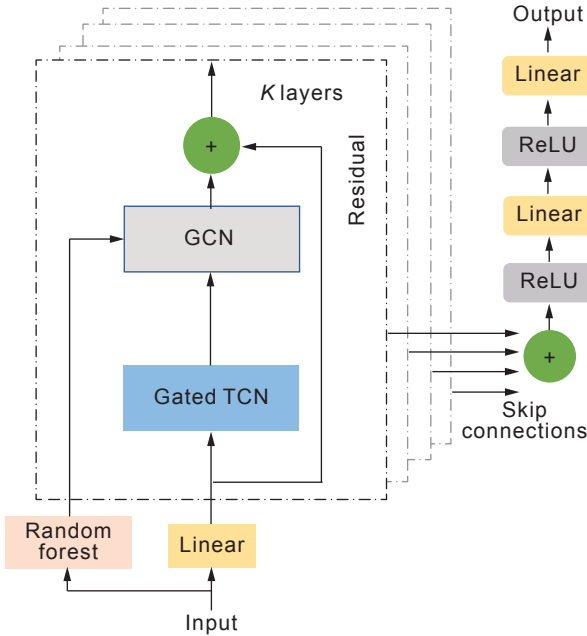 Output
Linear
ReLU
Linear
ReLU
+
Skip
connections
K layers
+
Residual
GCN
Gated TCN
Random
forest
Linear
Input